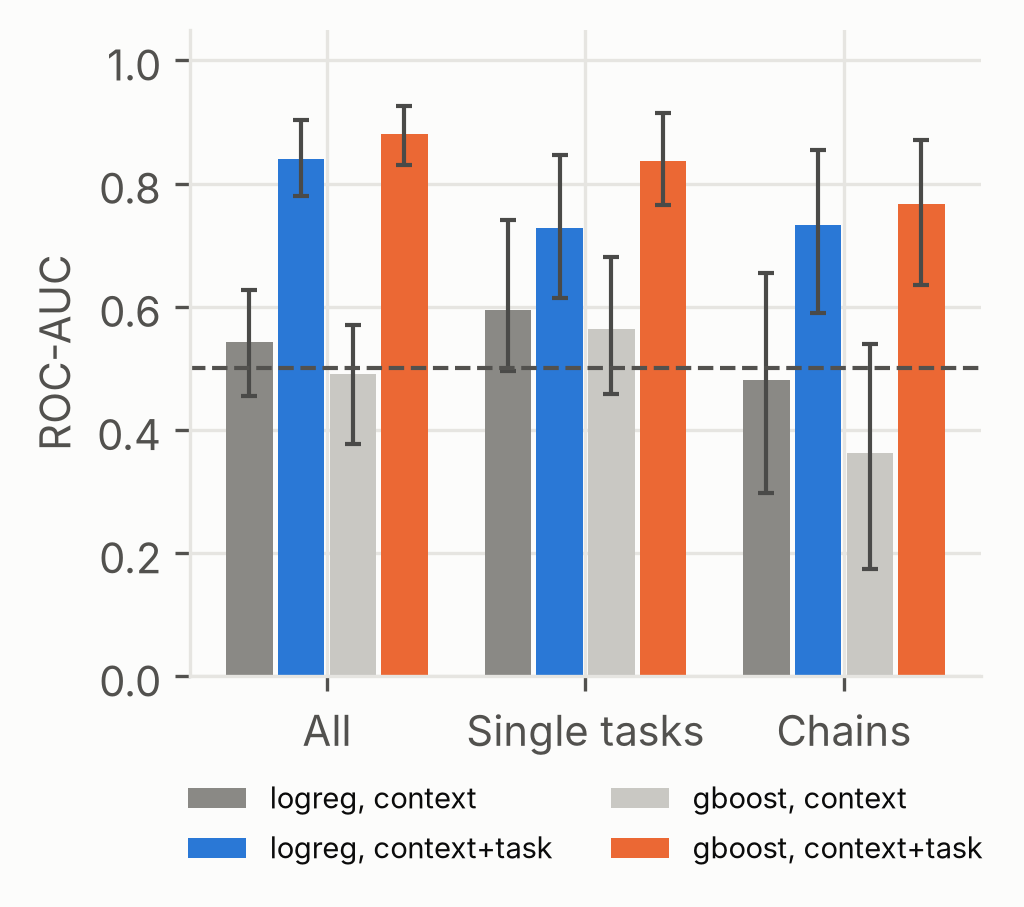 1.0
0.8
0.6
0.4
0.2
0.0
ROC-AUC
All Single tasks Chains
logreg, context gboost, context
logreg, context+task gboost, context+task